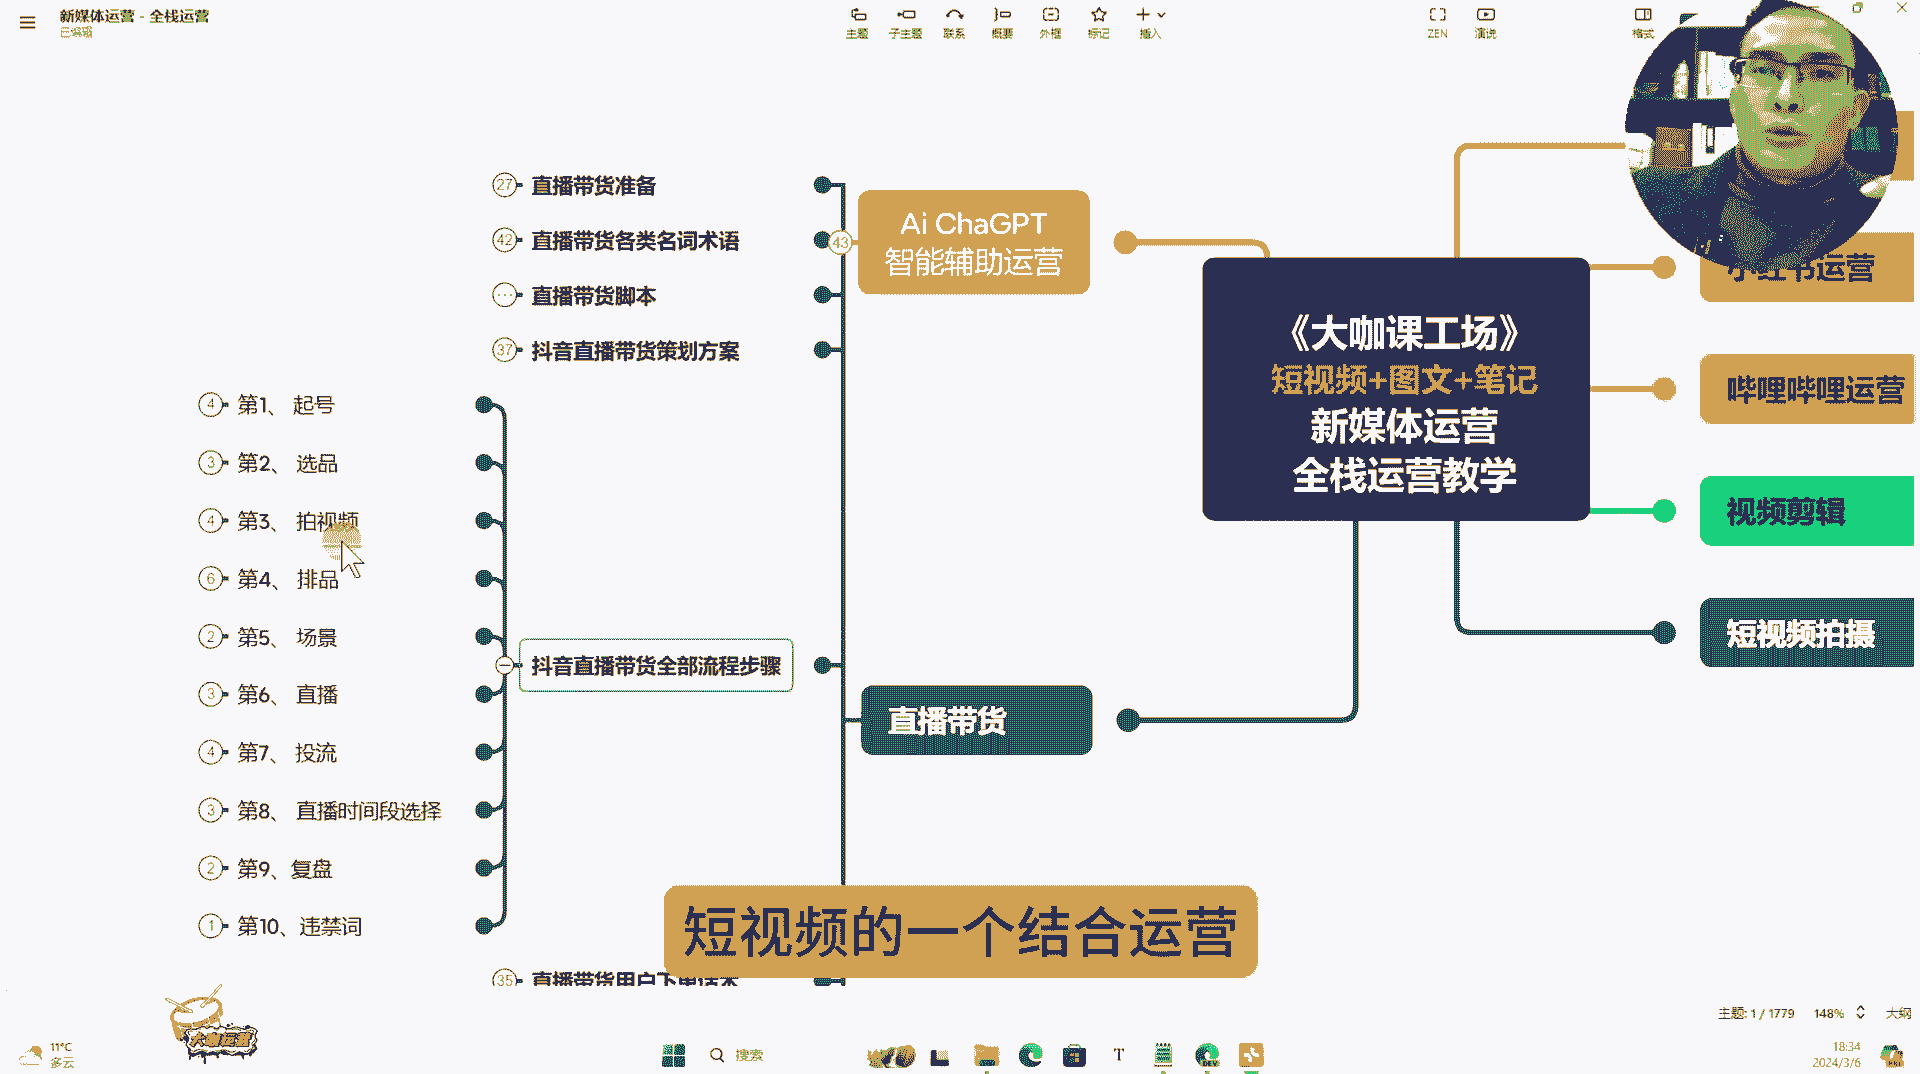 新媒体运营 - 全栈运营
已编辑
主题
子主题
联系
概要
外框
标记
插入
ZEN
演说
格式
27 直播带货准备
42 直播带货各类名词术语
... 直播带货脚本
37 抖音直播带货策划方案
4 第1、 起号
3 第2、 选品
4 第3、 拍视频
6 第4、 排品
2 第5、 场景
3 第6、 直播
4 第7、 投流
3 第8、 直播时间段选择
2 第9、复盘
1 第10、违禁词
抖音直播带货全部流程步骤
35 直播带货用户下单话术
43
Ai ChaGPT
智能辅助运营
直播带货
《大咖课工场》
短视频+图文+笔记
新媒体运营
全栈运营教学
小红书运营
哔哩哔哩运营
视频剪辑
短视频拍摄
短视频的一个结合运营
大咖运营
主题: 1 / 1779
148%
大纲
11°C
多云
搜索
T
DEV
18:34
2024/3/6